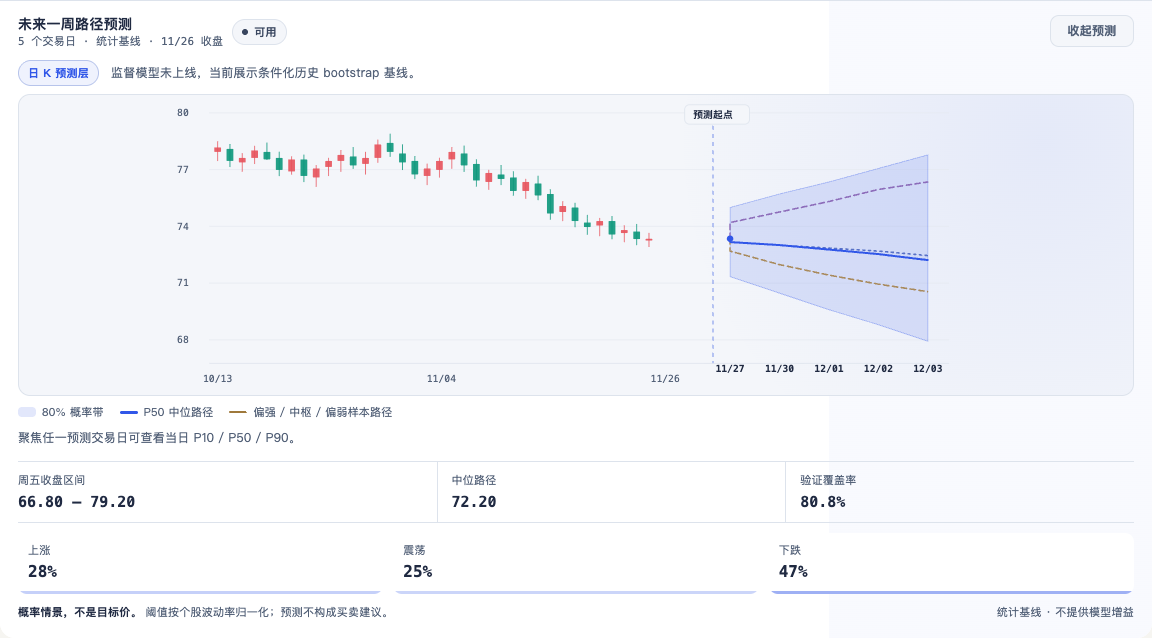 未来一周路径预测
5 个交易日 · 统计基线 · 11/26 收盘
可用
收起预测
日 K 预测层
监督模型未上线，当前展示条件化历史 bootstrap 基线。
80
77
74
71
68
预测起点
10/13
11/04
11/26
11/27
11/30
12/01
12/02
12/03
80% 概率带
P50 中位路径
偏强 / 中枢 / 偏弱样本路径
聚焦任一预测交易日可查看当日 P10 / P50 / P90。
周五收盘区间
66.80 — 79.20
中位路径
72.20
验证覆盖率
80.8%
上涨
28%
震荡
25%
下跌
47%
概率情景，不是目标价。 阈值按个股波动率归一化；预测不构成买卖建议。
统计基线 · 不提供模型增益